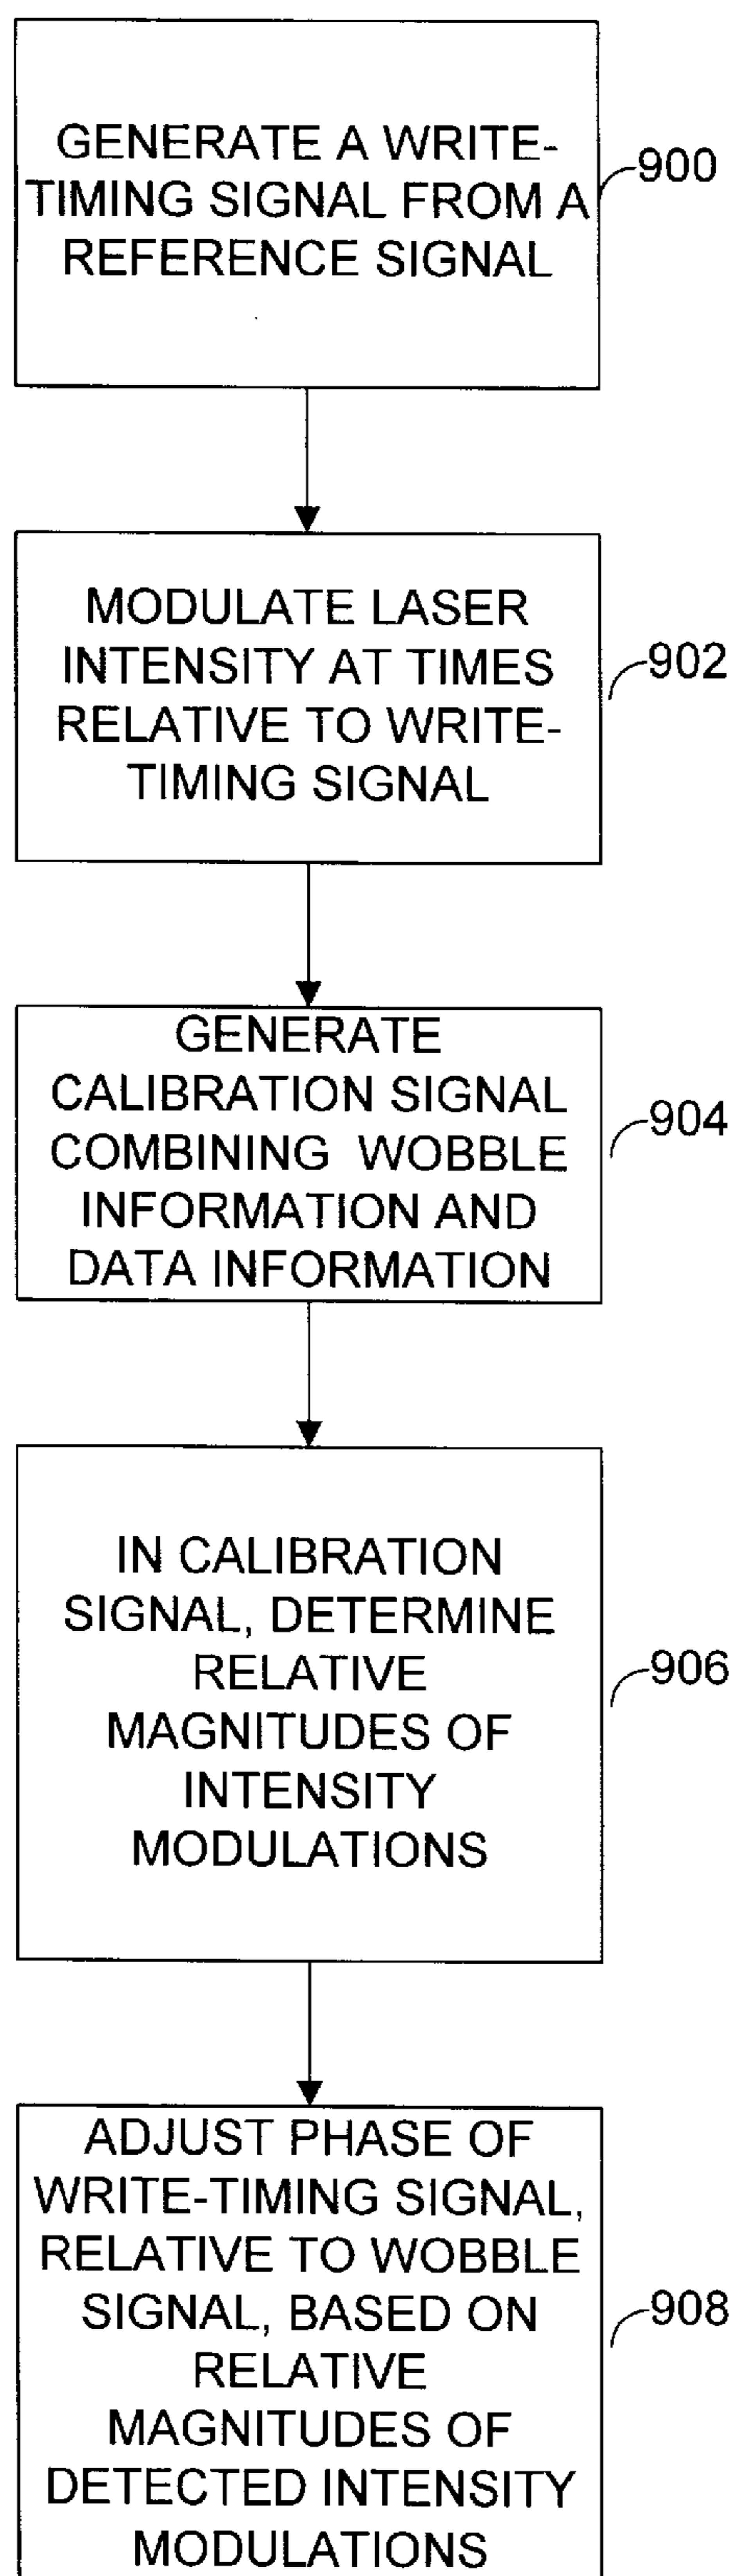 GENERATE A WRITE-
TIMING SIGNAL FROM A
REFERENCE SIGNAL
900
MODULATE LASER
INTENSITY AT TIMES
RELATIVE TO WRITE-
TIMING SIGNAL
902
GENERATE
CALIBRATION SIGNAL
COMBINING WOBBLE
INFORMATION AND
DATA INFORMATION
904
IN CALIBRATION
SIGNAL, DETERMINE
RELATIVE
MAGNITUDES OF
INTENSITY
MODULATIONS
906
ADJUST PHASE OF
WRITE-TIMING SIGNAL,
RELATIVE TO WOBBLE
SIGNAL, BASED ON
RELATIVE
MAGNITUDES OF
DETECTED INTENSITY
MODULATIONS
908